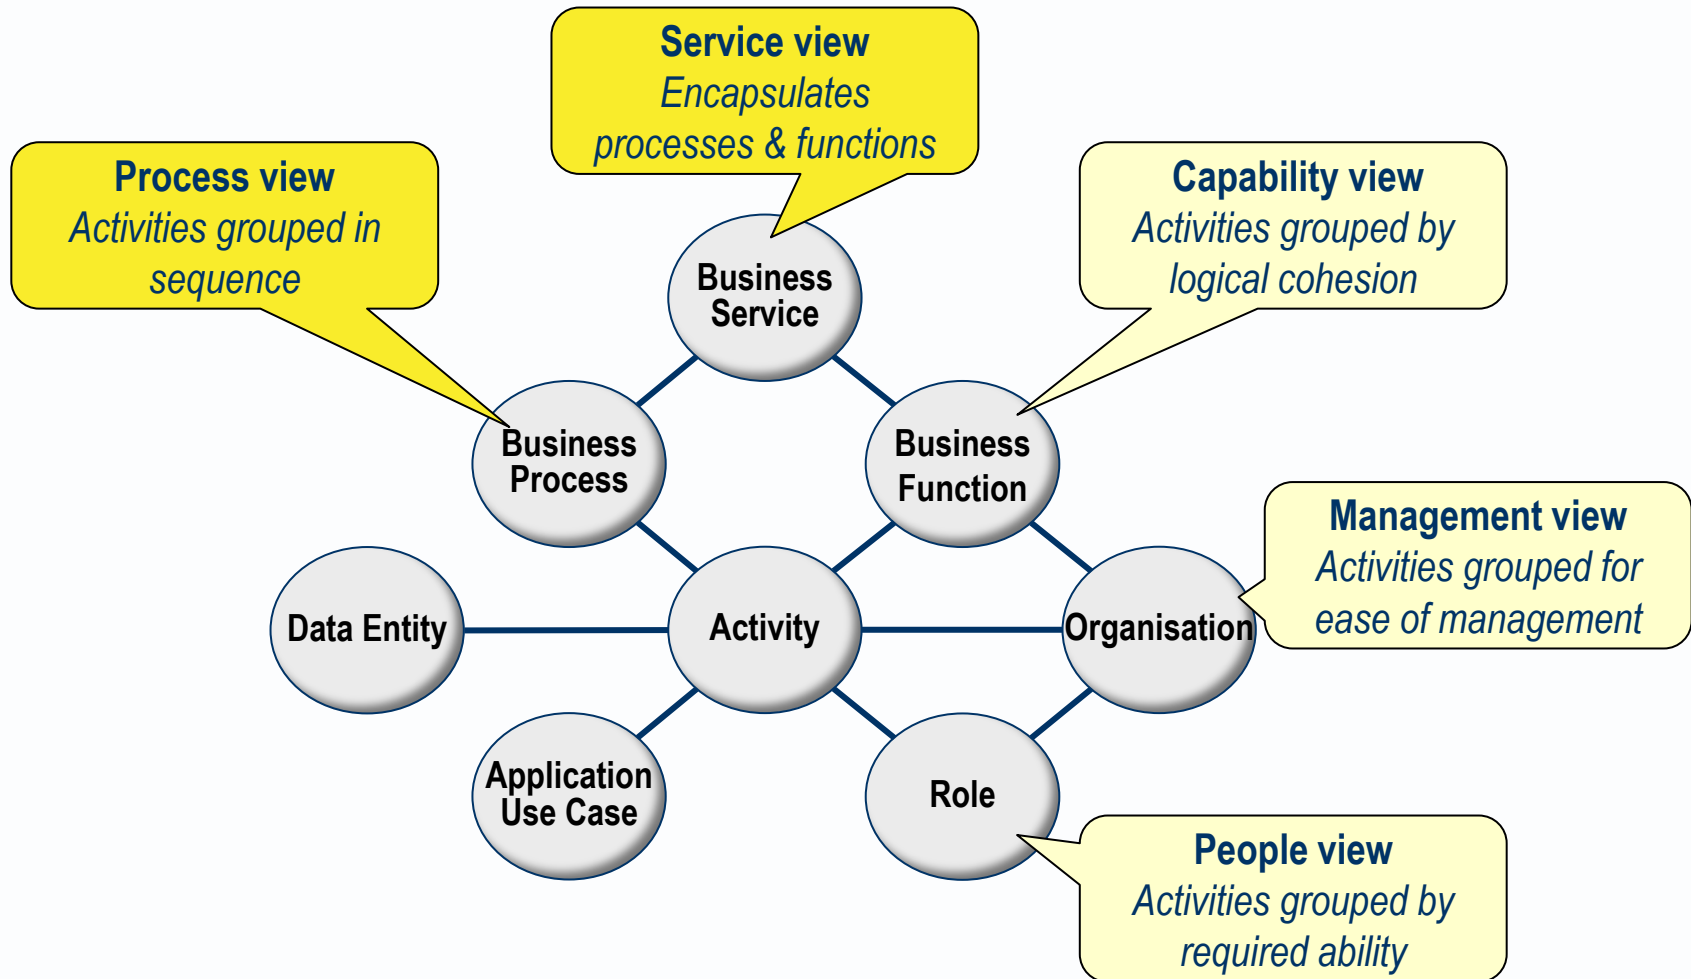 Service view
Encapsulates
processes & functions
Process view
Activities grouped in
sequence
Capability view
Activities grouped by
logical cohesion
Business
Service
Business
Process
Business
Function
Management view
Activities grouped for
ease of management
Data Entity
Activity
Organisation
Application
Use Case
Role
People view
Activities grouped by
required ability